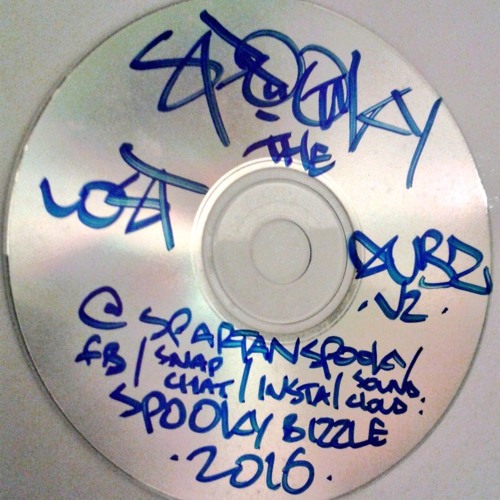 SPOOKY
THE
LOST DUBZ
. V2 .
@ SPARTANSPOOKY
FB / SNAP CHAT / INSTA / SOUND CLOUD :
SPOOKY BIZZLE
. 2016 .